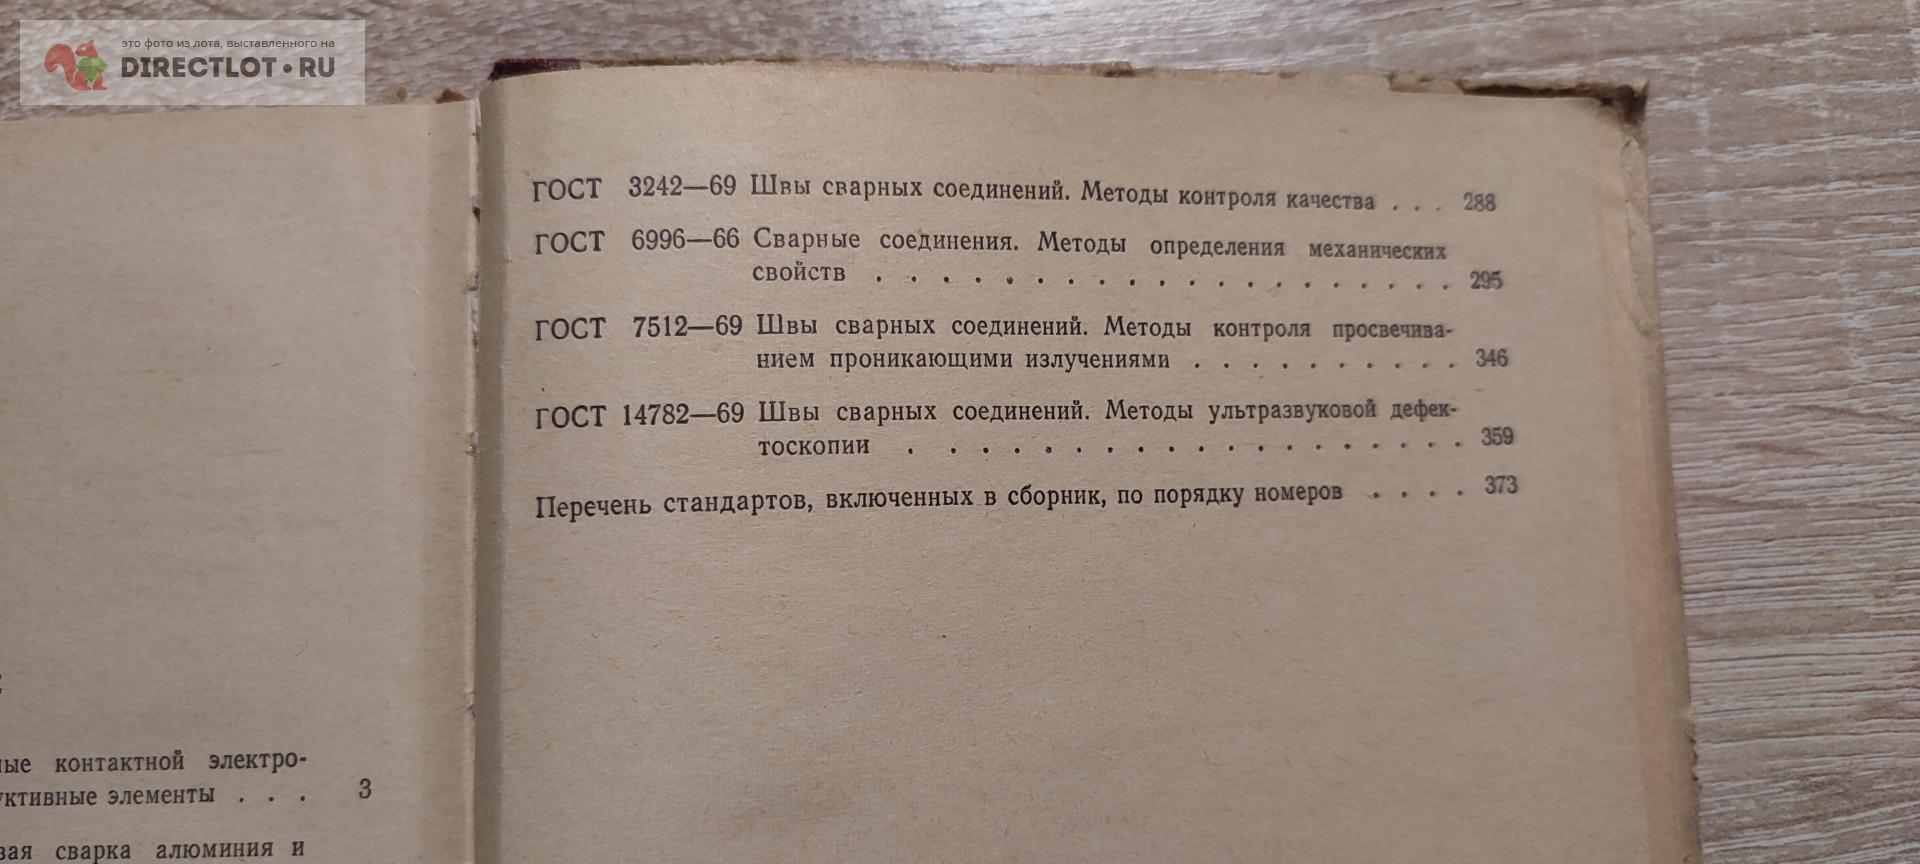 это фото из лота, выставленного на
DIRECTLOT.RU
ГОСТ 3242—69 Швы сварных соединений. Методы контроля качества . . . 288
ГОСТ 6996—66 Сварные соединения. Методы определения механических
свойств . . . . . . . . . . . . . . . . . . 295
ГОСТ 7512—69 Швы сварных соединений. Методы контроля просвечива-
нием проникающими излучениями . . . . . . . . . . 346
ГОСТ 14782—69 Швы сварных соединений. Методы ультразвуковой дефек-
тоскопии . . . . . . . . . . . . . . . . . 359
Перечень стандартов, включенных в сборник, по порядку номеров . . . . 373
контактной электро-
элементы . . . 3
сварка алюминия и